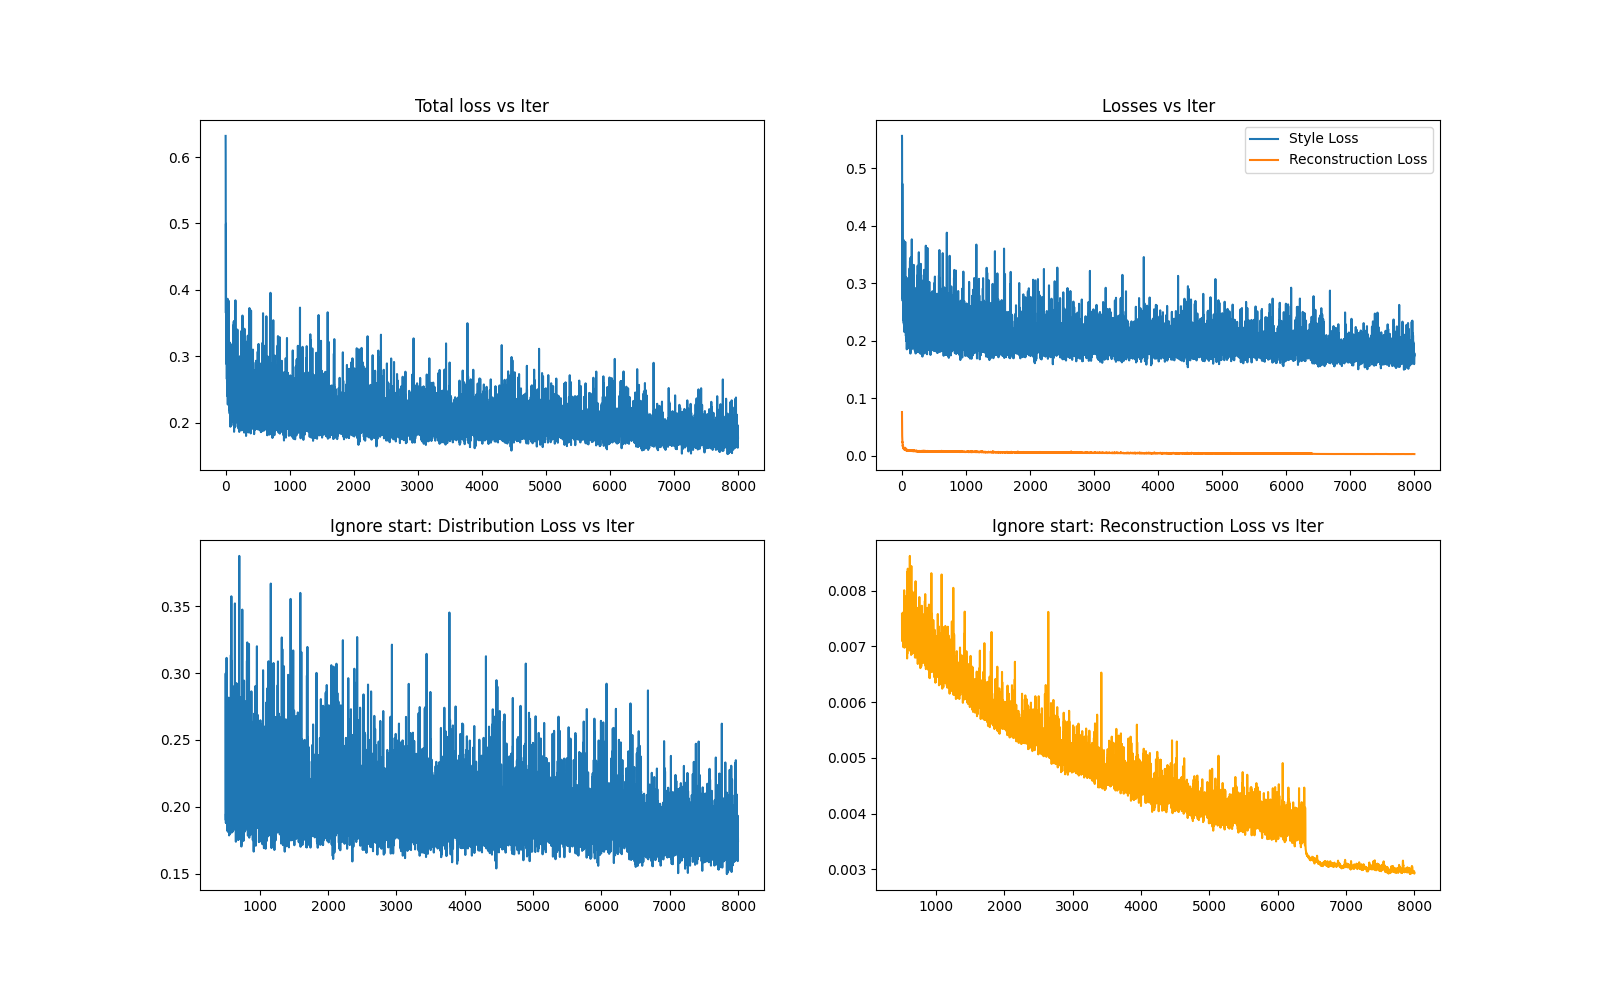 Total loss vs Iter
0.6
0.5
0.4
0.3
0.2
0 1000 2000 3000 4000 5000 6000 7000 8000
Losses vs Iter
Style Loss
Reconstruction Loss
0.5
0.4
0.3
0.2
0.1
0.0
0 1000 2000 3000 4000 5000 6000 7000 8000
Ignore start: Distribution Loss vs Iter
0.35
0.30
0.25
0.20
0.15
1000 2000 3000 4000 5000 6000 7000 8000
Ignore start: Reconstruction Loss vs Iter
0.008
0.007
0.006
0.005
0.004
0.003
1000 2000 3000 4000 5000 6000 7000 8000